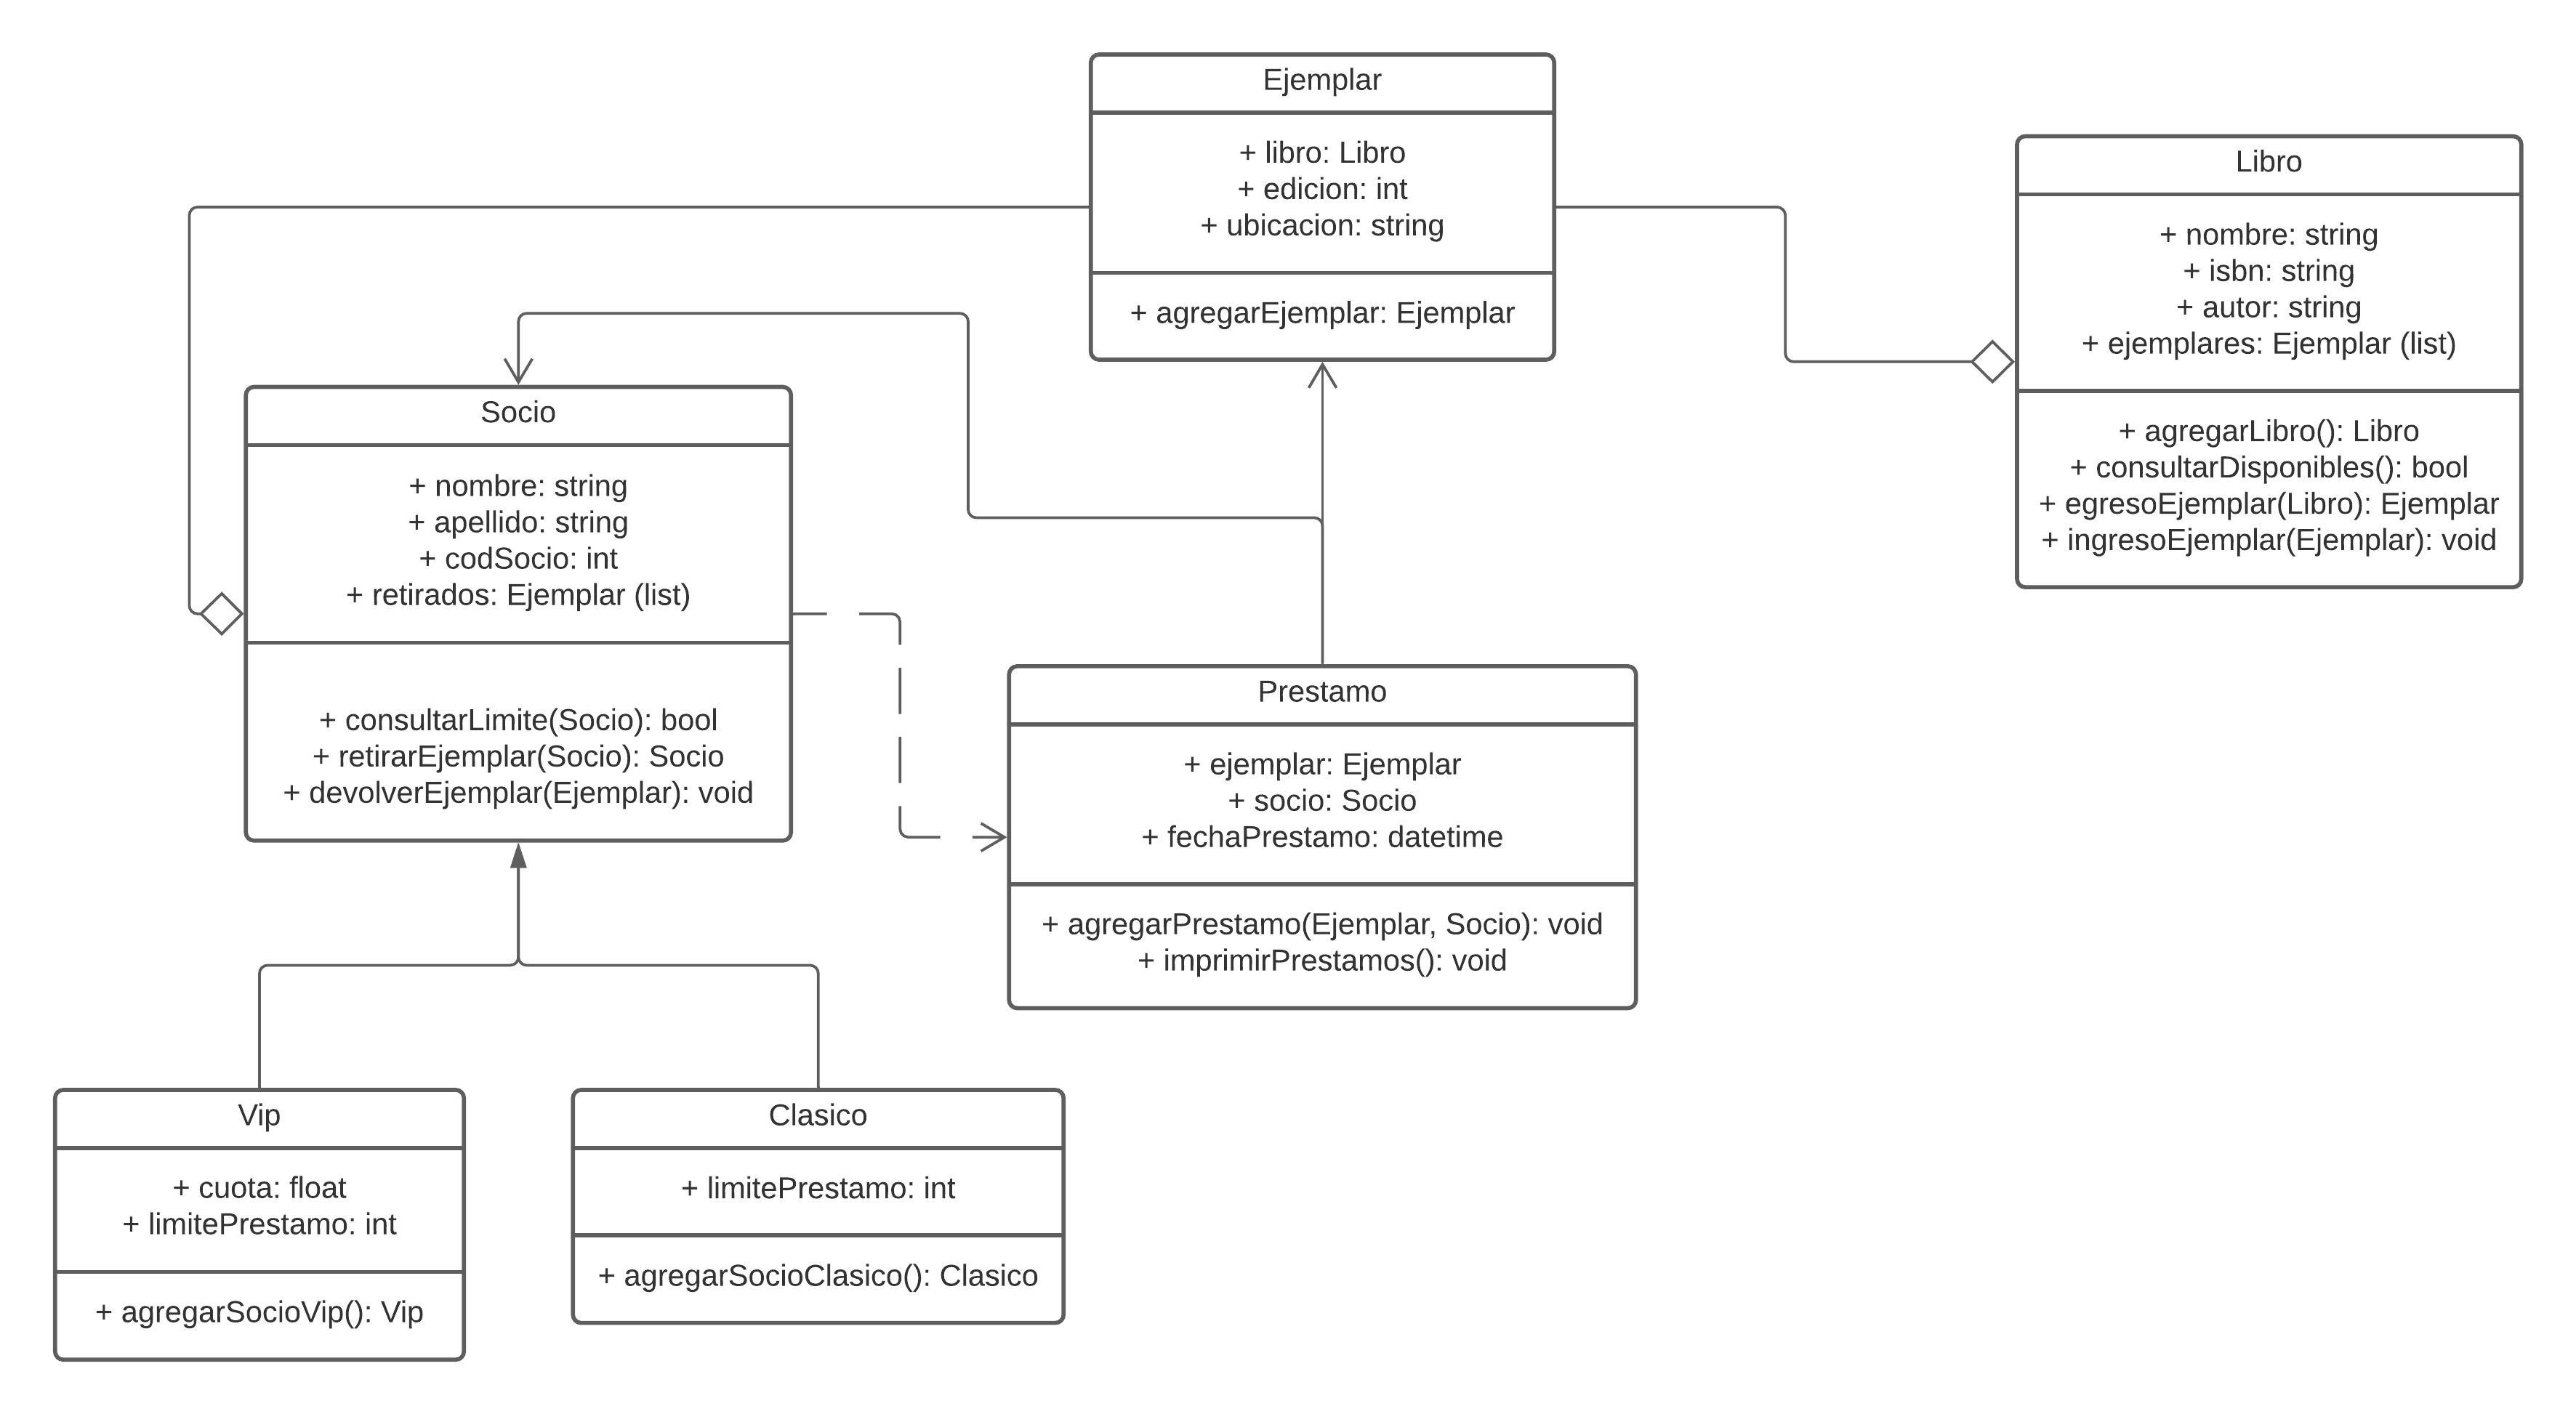 Ejemplar
+ libro: Libro
+ edicion: int
+ ubicacion: string
+ agregarEjemplar: Ejemplar
Libro
+ nombre: string
+ isbn: string
+ autor: string
+ ejemplares: Ejemplar (list)
+ agregarLibro(): Libro
+ consultarDisponibles(): bool
+ egresoEjemplar(Libro): Ejemplar
+ ingresoEjemplar(Ejemplar): void
Socio
+ nombre: string
+ apellido: string
+ codSocio: int
+ retirados: Ejemplar (list)
+ consultarLimite(Socio): bool
+ retirarEjemplar(Socio): Socio
+ devolverEjemplar(Ejemplar): void
Prestamo
+ ejemplar: Ejemplar
+ socio: Socio
+ fechaPrestamo: datetime
+ agregarPrestamo(Ejemplar, Socio): void
+ imprimirPrestamos(): void
Vip
+ cuota: float
+ limitePrestamo: int
+ agregarSocioVip(): Vip
Clasico
+ limitePrestamo: int
+ agregarSocioClasico(): Clasico